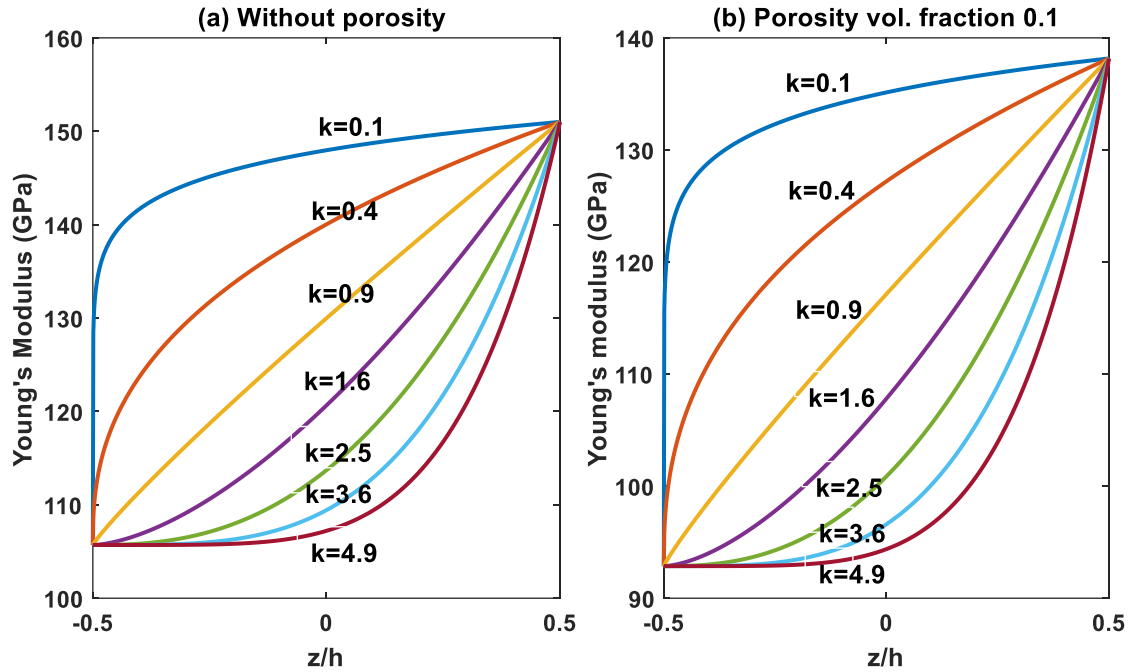 (a) Without porosity
160
150
140
130
120
110
100
-0.5
0
0.5
z/h
Young's Modulus (GPa)
k=0.1
k=0.4
k=0.9
k=1.6
k=2.5
k=3.6
k=4.9
(b) Porosity vol. fraction 0.1
140
130
120
110
100
90
-0.5
0
0.5
z/h
Young's modulus (GPa)
k=0.1
k=0.4
k=0.9
k=1.6
k=2.5
k=3.6
k=4.9